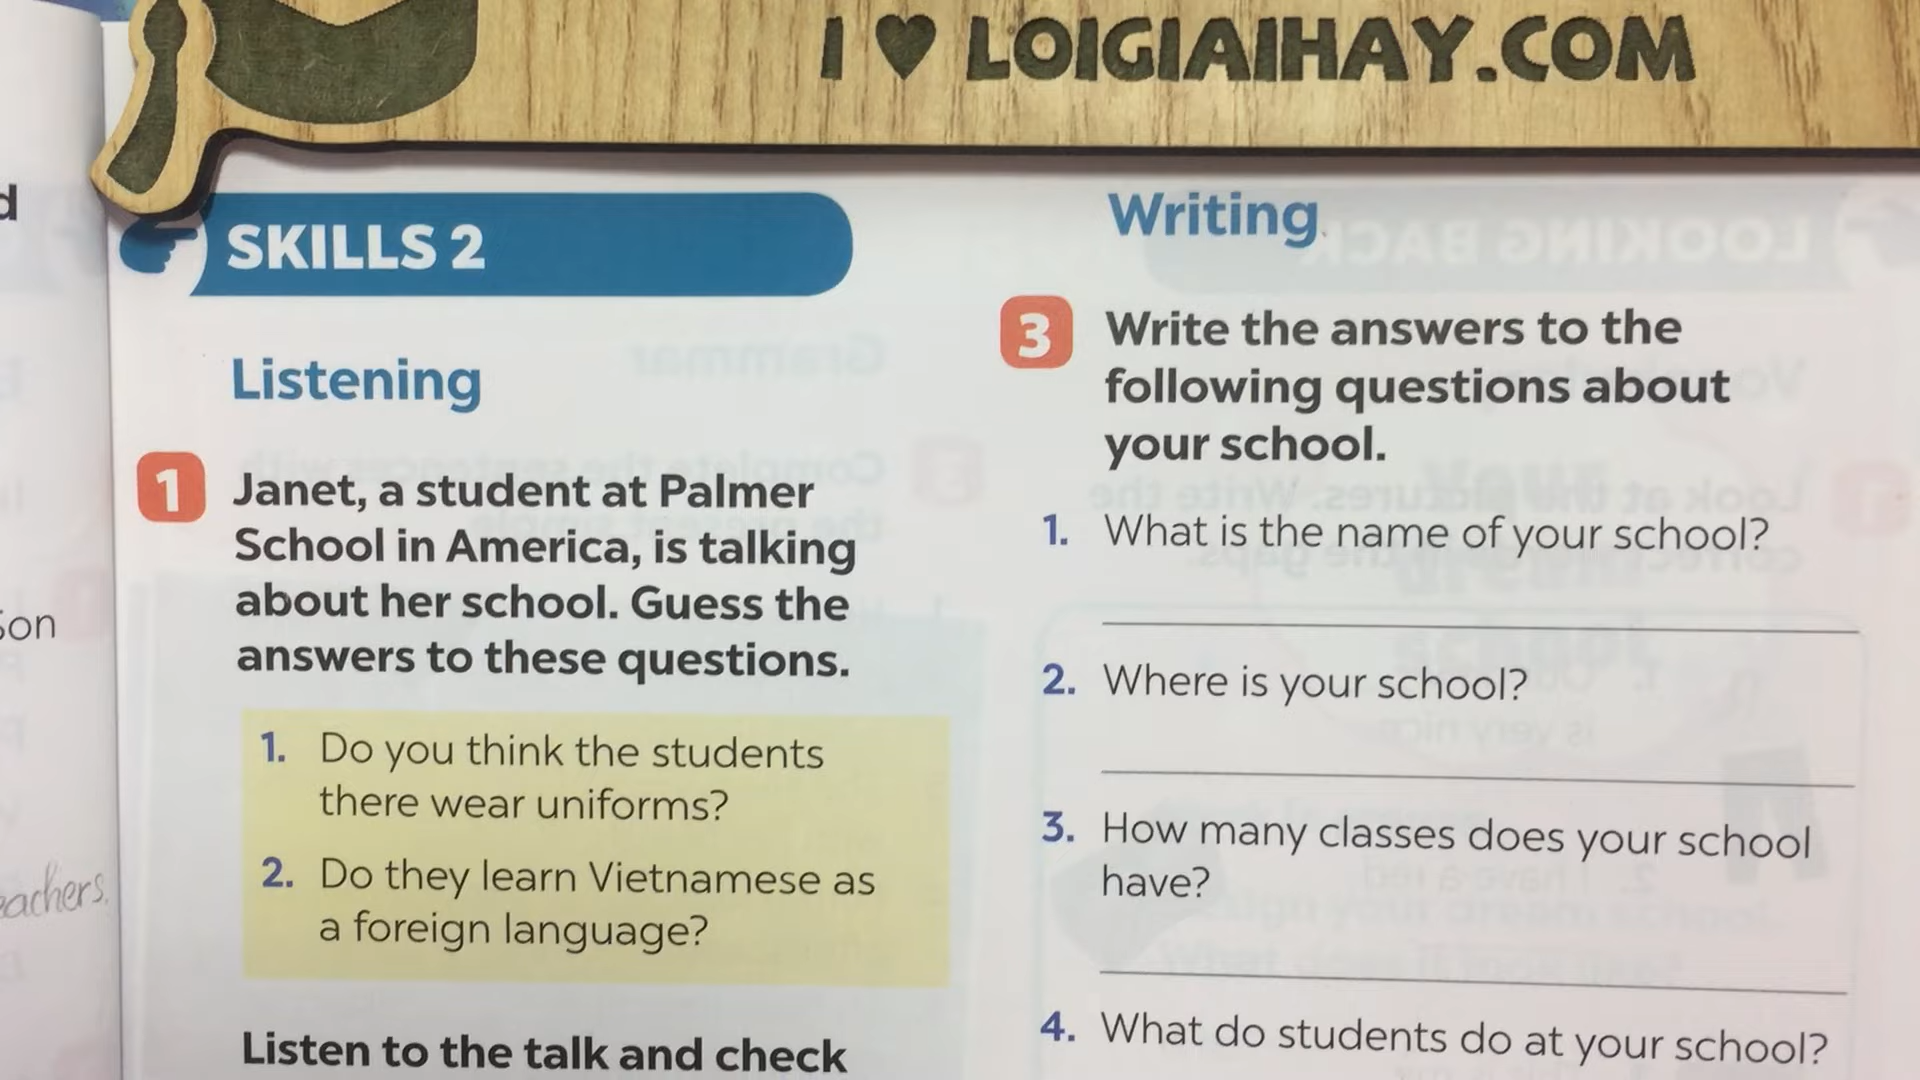 I ♥ LOIGIAIHAY.COM
SKILLS 2
Listening
1 Janet, a student at Palmer
School in America, is talking
about her school. Guess the
answers to these questions.
1. Do you think the students
there wear uniforms?
2. Do they learn Vietnamese as
a foreign language?
Listen to the talk and check
Writing
3 Write the answers to the
following questions about
your school.
1. What is the name of your school?
2. Where is your school?
3. How many classes does your school
have?
4. What do students do at your school?